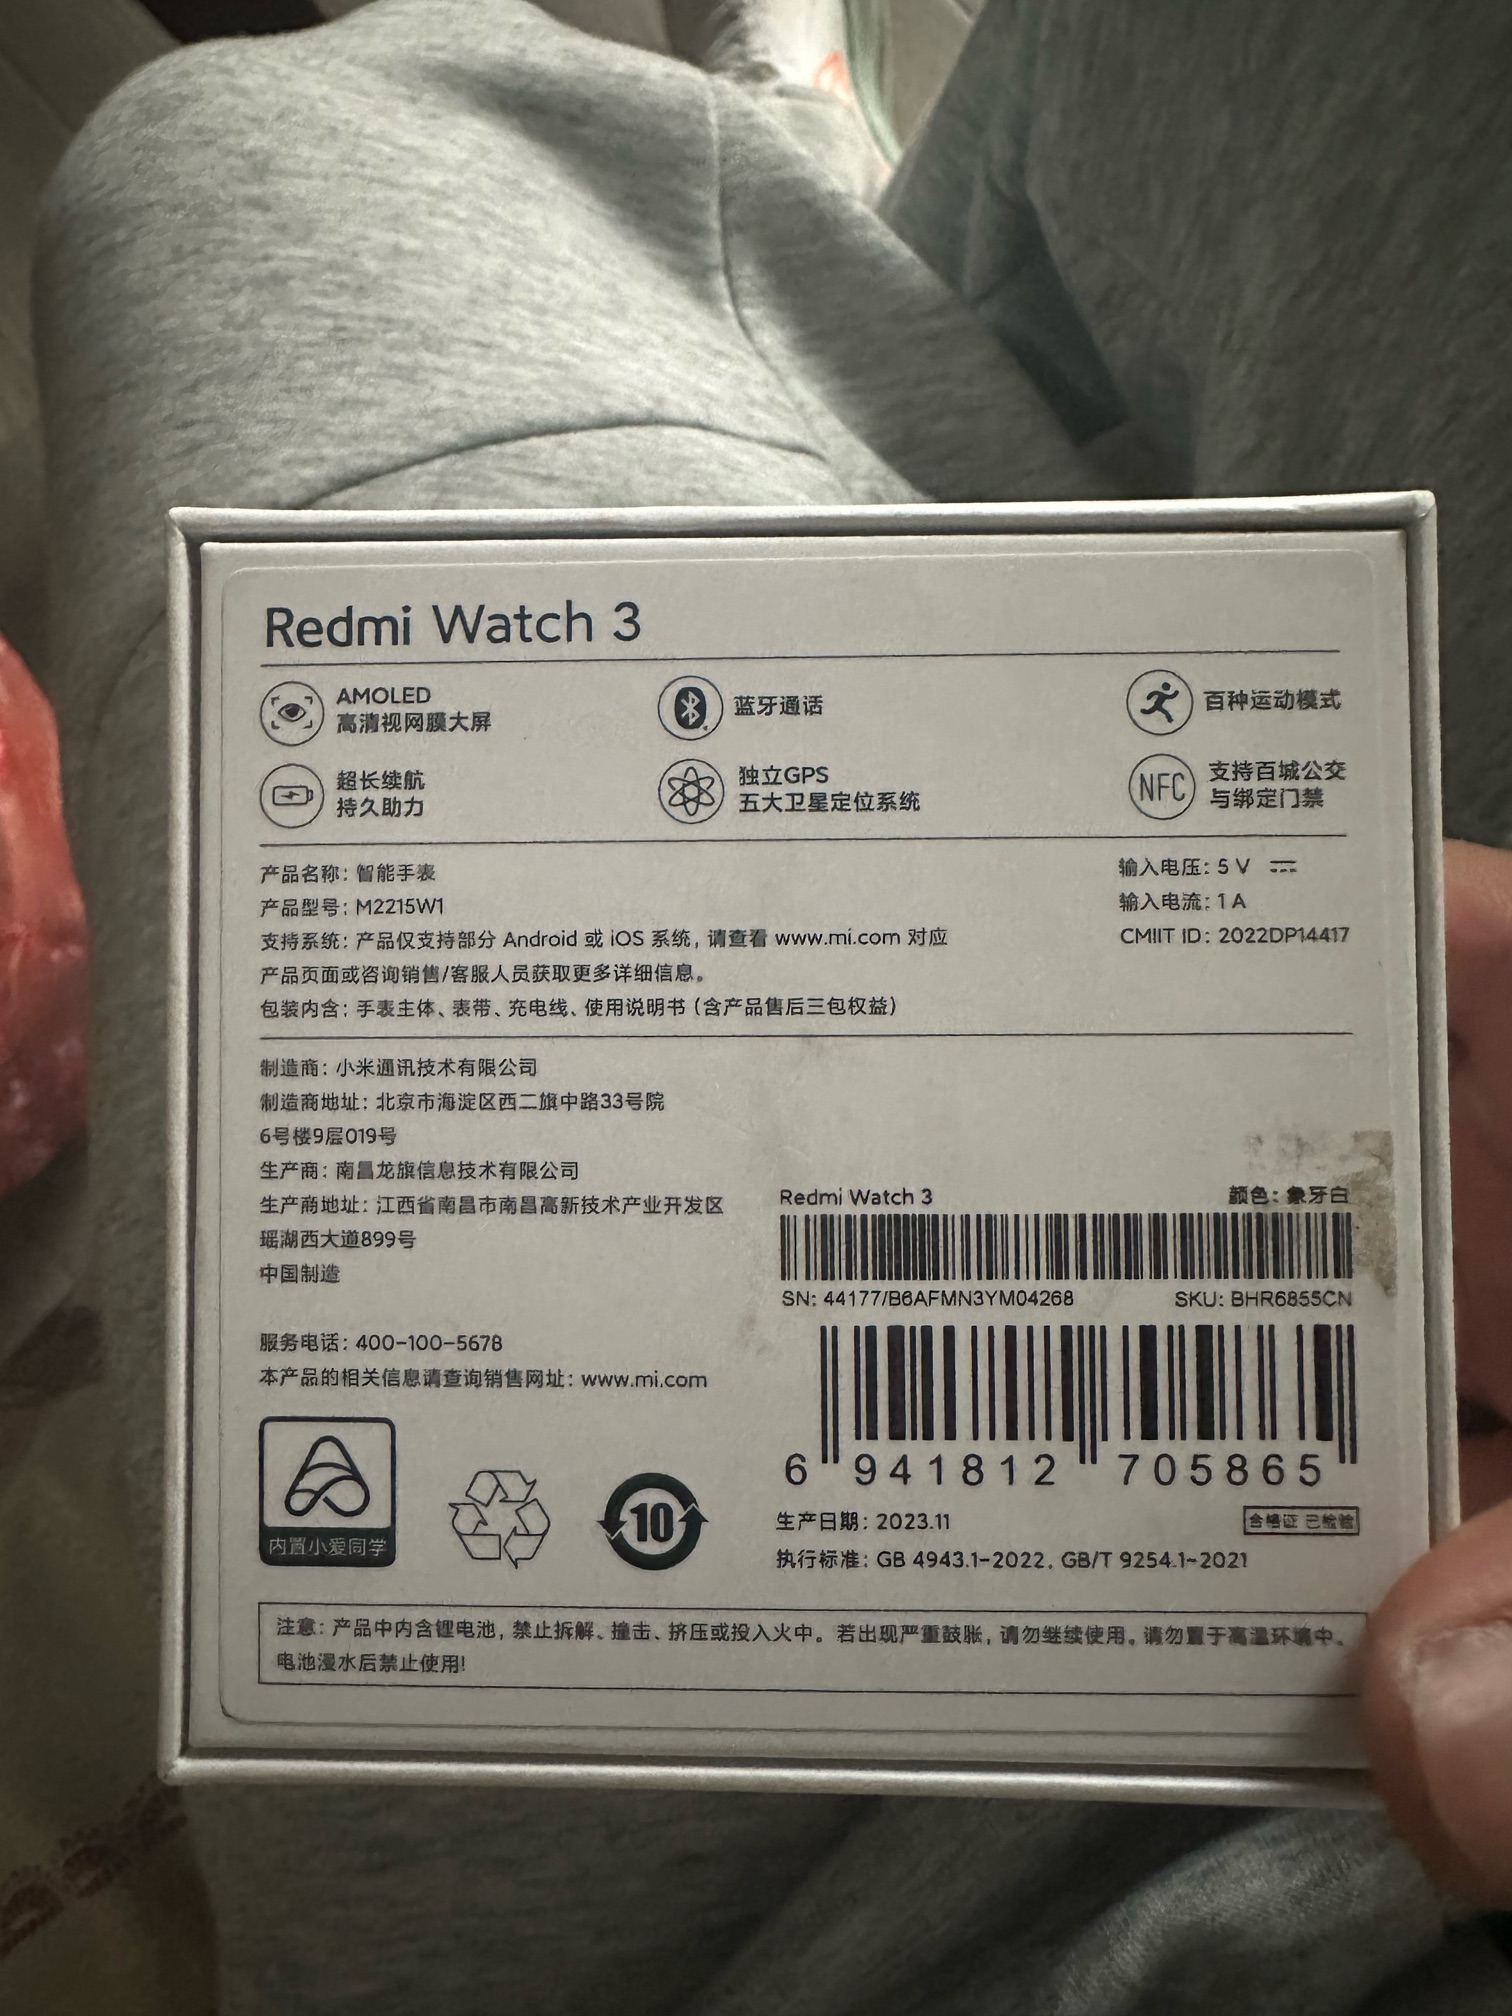 Redmi Watch 3
AMOLED
高清视网膜大屏
蓝牙通话
百种运动模式
超长续航
持久助力
独立GPS
五大卫星定位系统
NFC
支持百城公交
与绑定门禁
产品名称：智能手表
产品型号：M2215W1
支持系统：产品仅支持部分 Android 或 iOS 系统，请查看 www.mi.com 对应
产品页面或咨询销售/客服人员获取更多详细信息。
包装内含：手表主体、表带、充电线、使用说明书（含产品售后三包权益）
输入电压：5 V ⎓
输入电流：1 A
CMIIT ID：2022DP14417
制造商：小米通讯技术有限公司
制造商地址：北京市海淀区西二旗中路33号院
6号楼9层019号
生产商：南昌龙旗信息技术有限公司
生产商地址：江西省南昌市南昌高新技术产业开发区
瑶湖西大道899号
中国制造
服务电话：400-100-5678
本产品的相关信息请查询销售网址：www.mi.com
内置小爱同学
10
Redmi Watch 3 颜色：象牙白
SN: 44177/B6AFMN3YM04268 SKU: BHR6855CN
6 941812 705865
生产日期：2023.11 合格证 已检验
执行标准：GB 4943.1-2022, GB/T 9254.1-2021
注意：产品中内含锂电池，禁止拆解、撞击、挤压或投入火中。若出现严重鼓胀，请勿继续使用。请勿置于高温环境中。
电池浸水后禁止使用!